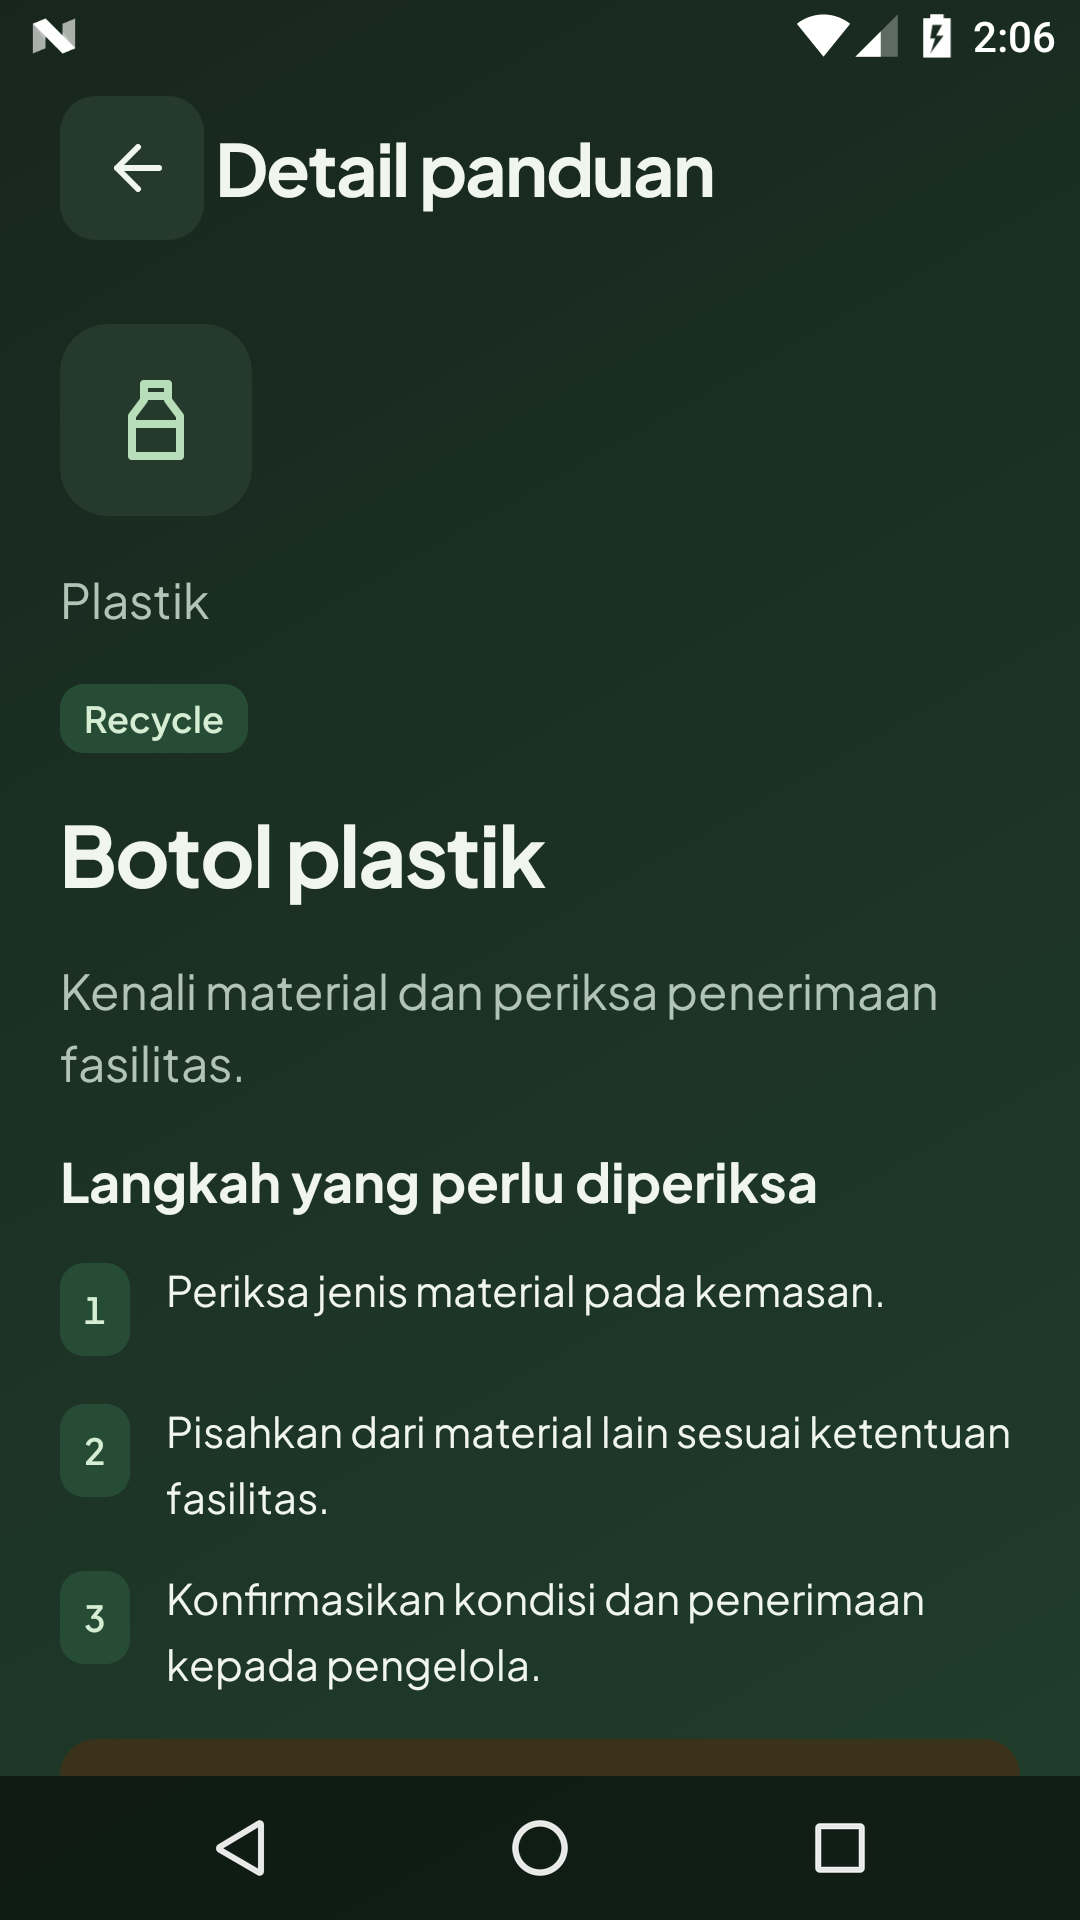 2:06
Detail panduan
Plastik
Recycle
Botol plastik
Kenali material dan periksa penerimaan
fasilitas.
Langkah yang perlu diperiksa
1 Periksa jenis material pada kemasan.
2 Pisahkan dari material lain sesuai ketentuan
fasilitas.
3 Konfirmasikan kondisi dan penerimaan
kepada pengelola.